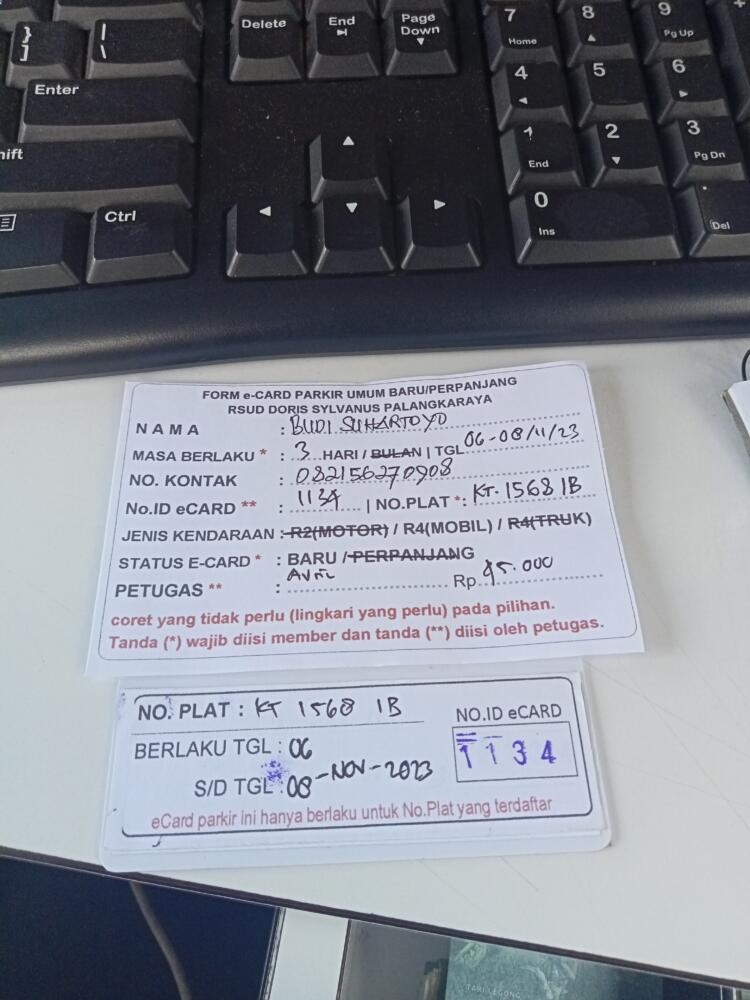 }
]
|
\
Delete
End
Page
Down
7
Home
8
9
Pg Up
+
Enter
4
5
6
hift
1
End
2
3
Pg Dn
Ctrl
0
Ins
.
Del
FORM e-CARD PARKIR UMUM BARU/PERPANJANG
RSUD DORIS SYLVANUS PALANGKARAYA
NAMA : BUDI SUHARTOYO
MASA BERLAKU * : 3 HARI / BULAN | TGL 06-08/11/23
NO. KONTAK : 082156270908
No.ID eCARD ** : 1134 | NO.PLAT *: KT. 1568 IB
JENIS KENDARAAN : R2(MOTOR) / R4(MOBIL) / R4(TRUK)
STATUS E-CARD * : BARU / PERPANJANG
PETUGAS ** : Rp. 45.000
coret yang tidak perlu (lingkari yang perlu) pada pilihan.
Tanda (*) wajib diisi member dan tanda (**) diisi oleh petugas.
NO. PLAT : KT 1568 IB
NO.ID eCARD
1134
BERLAKU TGL : 06
S/D TGL : 08 -NOV-2023
eCard parkir ini hanya berlaku untuk No.Plat yang terdaftar
TARI LEGONG